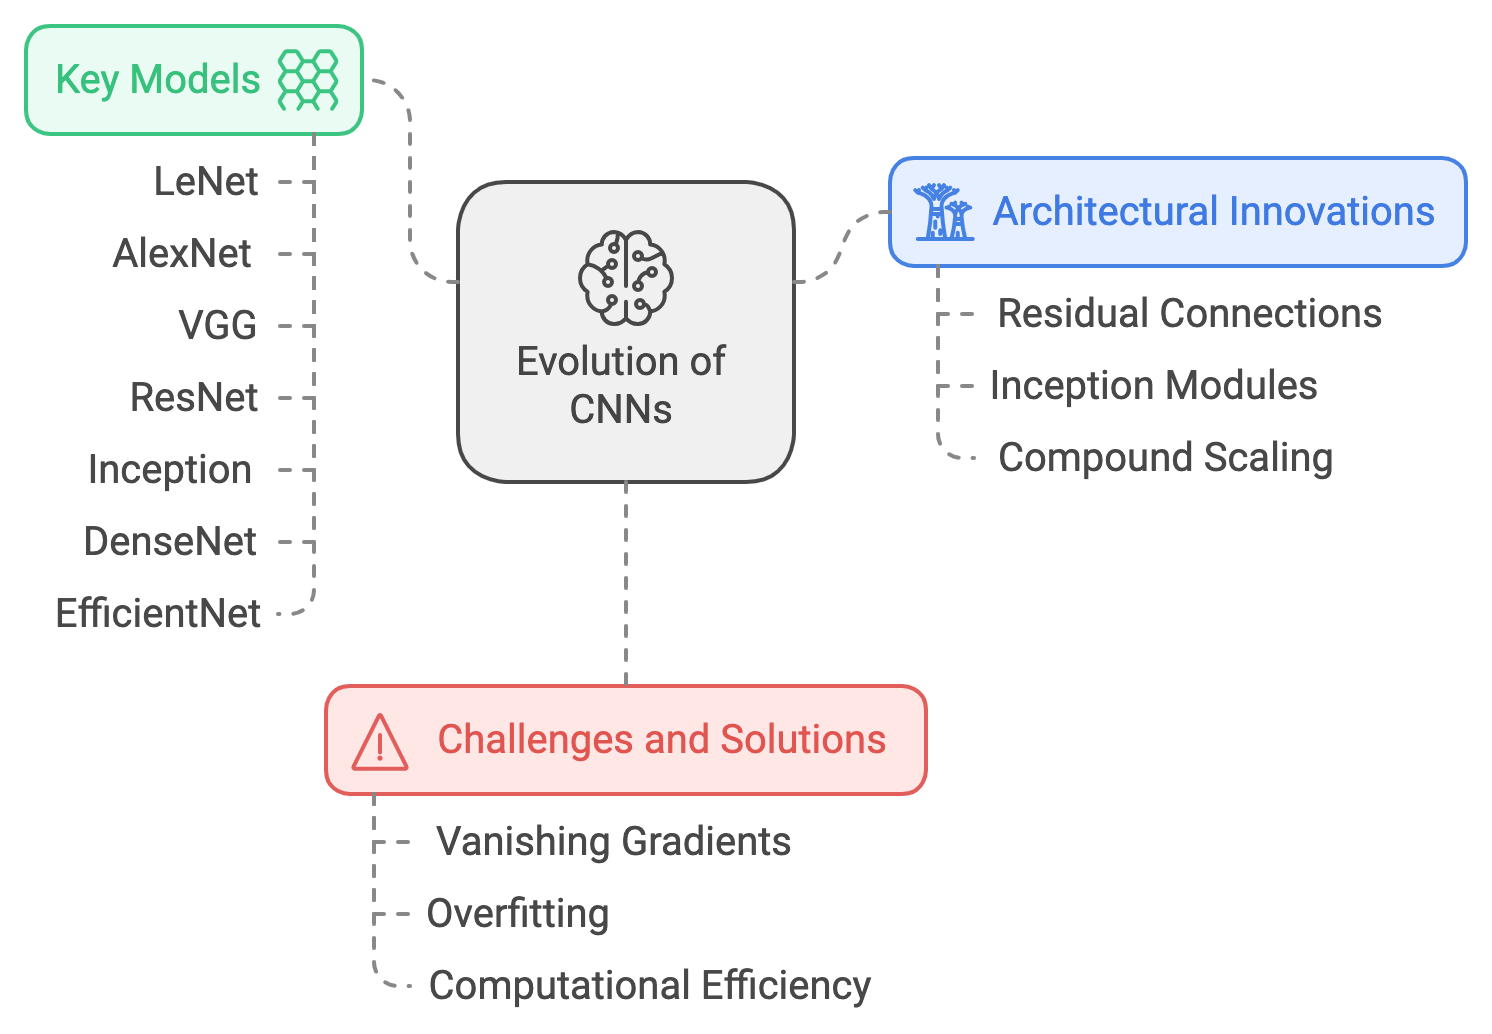 Key Models
LeNet
AlexNet
VGG
ResNet
Inception
DenseNet
EfficientNet
Evolution of
CNNs
Architectural Innovations
Residual Connections
Inception Modules
Compound Scaling
Challenges and Solutions
Vanishing Gradients
Overfitting
Computational Efficiency